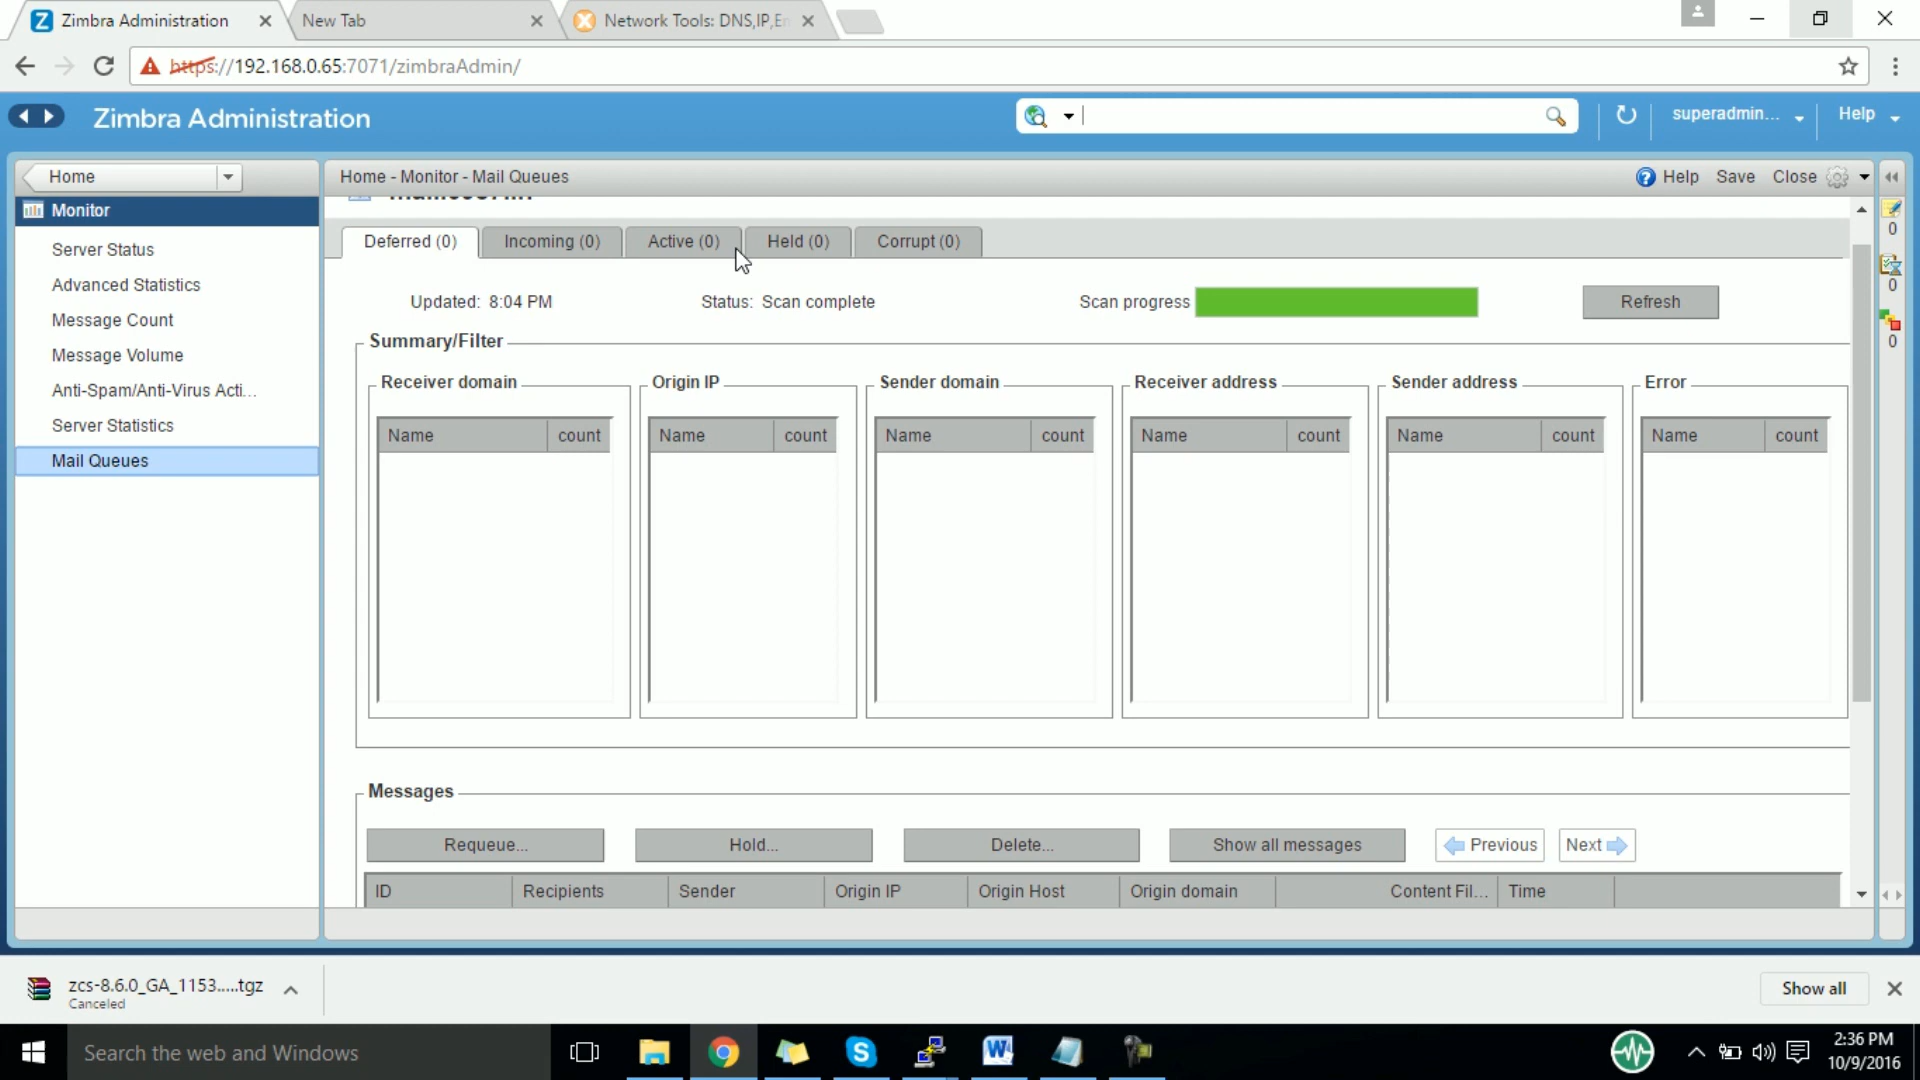 Zimbra Administration
New Tab
Network Tools: DNS,IP,Em
https://192.168.0.65:7071/zimbraAdmin/
Zimbra Administration
superadmin...
Help
Home
Home - Monitor - Mail Queues
Help
Save
Close
Monitor
Server Status
Advanced Statistics
Message Count
Message Volume
Anti-Spam/Anti-Virus Acti...
Server Statistics
Mail Queues
Deferred (0)
Incoming (0)
Active (0)
Held (0)
Corrupt (0)
0
0
0
Updated: 8:04 PM
Status: Scan complete
Scan progress
Refresh
Summary/Filter
Receiver domain
Origin IP
Sender domain
Receiver address
Sender address
Error
Name count
Name count
Name count
Name count
Name count
Name count
Messages
Requeue...
Hold...
Delete...
Show all messages
Previous
Next
ID
Recipients
Sender
Origin IP
Origin Host
Origin domain
Content Fil...
Time
zcs-8.6.0_GA_1153.....tgz
Canceled
Show all
Search the web and Windows
2:36 PM
10/9/2016